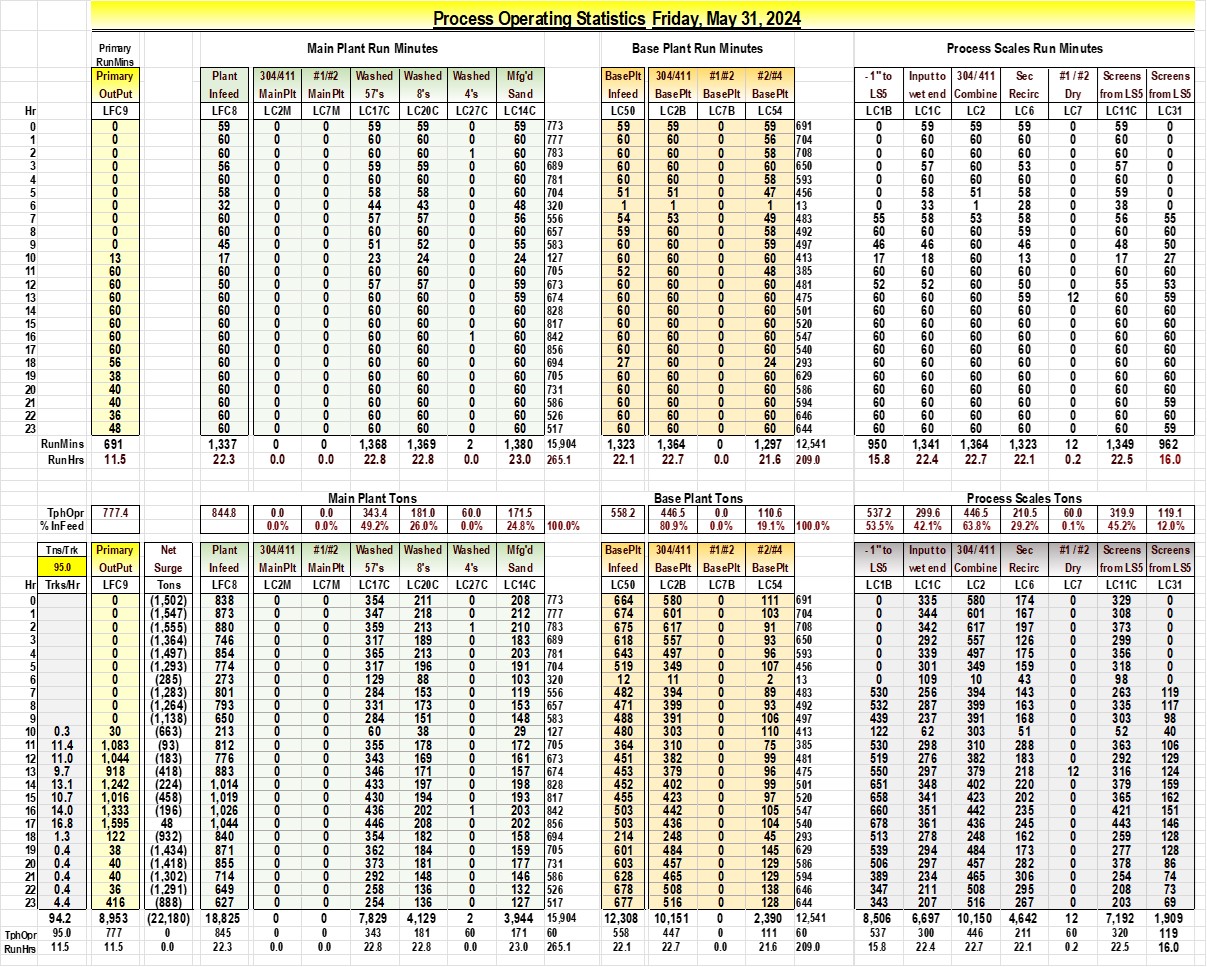 Process Operating Statistics Friday, May 31, 2024
Primary Main Plant Run Minutes Base Plant Run Minutes Process Scales Run Minutes
RunMins
Primary Plant 304/411 #1/#2 Washed Washed Washed Mfg'd BasePlt 304/411 #1/#2 #2/#4 - 1" to Input to 304/ 411 Sec #1 / #2 Screens Screens
OutPut Infeed MainPlt MainPlt 57's 8's 4's Sand Infeed BasePlt BasePlt BasePlt LS5 wet end Combine Recirc Dry from LS5 from LS5
Hr LFC9 LFC8 LC2M LC7M LC17C LC20C LC27C LC14C LC50 LC2B LC7B LC54 LC1B LC1C LC2 LC6 LC7 LC11C LC31
0 0 59 0 0 59 59 0 59 773 59 59 0 59 691 0 59 59 59 0 59 0
1 0 60 0 0 60 60 0 60 777 60 60 0 56 704 0 60 60 60 0 60 0
2 0 60 0 0 60 60 1 60 783 60 60 0 58 708 0 60 60 60 0 60 0
3 0 56 0 0 59 59 0 60 689 60 60 0 60 650 0 57 60 53 0 57 0
4 0 60 0 0 60 60 0 60 781 60 60 0 58 593 0 60 60 60 0 60 0
5 0 58 0 0 58 58 0 60 704 51 51 0 47 456 0 58 51 58 0 59 0
6 0 32 0 0 44 43 0 48 320 1 1 0 1 13 0 33 1 28 0 38 0
7 0 60 0 0 57 57 0 56 556 54 53 0 49 483 55 58 53 58 0 56 55
8 0 60 0 0 60 60 0 60 657 59 60 0 58 492 60 60 60 59 0 60 60
9 0 45 0 0 51 52 0 55 583 60 60 0 59 497 46 46 60 46 0 48 50
10 13 17 0 0 23 24 0 24 127 60 60 0 60 413 17 18 60 13 0 17 27
11 60 60 0 0 60 60 0 60 705 52 60 0 48 385 60 60 60 60 0 60 60
12 60 50 0 0 57 57 0 59 673 60 60 0 60 481 52 52 60 50 0 55 53
13 60 60 0 0 60 60 0 59 674 60 60 0 60 475 60 60 60 59 12 60 59
14 60 60 0 0 60 60 0 60 828 60 60 0 60 501 60 60 60 60 0 60 60
15 60 60 0 0 60 60 0 60 817 60 60 0 60 520 60 60 60 60 0 60 60
16 60 60 0 0 60 60 1 60 842 60 60 0 60 547 60 60 60 60 0 60 60
17 60 60 0 0 60 60 0 60 856 60 60 0 60 540 60 60 60 60 0 60 60
18 56 60 0 0 60 60 0 60 694 27 60 0 24 293 60 60 60 60 0 60 60
19 38 60 0 0 60 60 0 60 705 60 60 0 60 629 60 60 60 60 0 60 60
20 40 60 0 0 60 60 0 60 731 60 60 0 60 586 60 60 60 60 0 60 60
21 40 60 0 0 60 60 0 60 586 60 60 0 60 594 60 60 60 60 0 60 59
22 36 60 0 0 60 60 0 60 526 60 60 0 60 646 60 60 60 60 0 60 60
23 48 60 0 0 60 60 0 60 517 60 60 0 60 644 60 60 60 60 0 60 59
RunMins 691 1,337 0 0 1,368 1,369 2 1,380 15,904 1,323 1,364 0 1,297 12,541 950 1,341 1,364 1,323 12 1,349 962
Run Hrs 11.5 22.3 0.0 0.0 22.8 22.8 0.0 23.0 265.1 22.1 22.7 0.0 21.6 209.0 15.8 22.4 22.7 22.1 0.2 22.5 16.0
Main Plant Tons Base Plant Tons Process Scales Tons
TphOpr 777.4 844.8 0.0 0.0 343.4 181.0 60.0 171.5 558.2 446.5 0.0 110.6 537.2 299.6 446.5 210.5 60.0 319.9 119.1
% InFeed 0.0% 0.0% 49.2% 26.0% 0.0% 24.8% 100.0% 80.9% 0.0% 19.1% 100.0% 53.5% 42.1% 63.8% 29.2% 0.1% 45.2% 12.0%
Tns/Trk Primary Net Plant 304/411 #1/#2 Washed Washed Washed Mfg'd BasePlt 304/411 #1/#2 #2/#4 - 1" to Input to 304/ 411 Sec #1 / #2 Screens Screens
95.0 OutPut Surge Infeed MainPlt MainPlt 57's 8's 4's Sand Infeed BasePlt BasePlt BasePlt LS5 wet end Combine Recirc Dry from LS5 from LS5
Hr Trks/Hr LFC9 Tons LFC8 LC2M LC7M LC17C LC20C LC27C LC14C LC50 LC2B LC7B LC54 LC1B LC1C LC2 LC6 LC7 LC11C LC31
0 0 (1,502) 838 0 0 354 211 0 208 773 664 580 0 111 691 0 335 580 174 0 329 0
1 0 (1,547) 873 0 0 347 218 0 212 777 674 601 0 103 704 0 344 601 167 0 308 0
2 0 (1,555) 880 0 0 359 213 1 210 783 675 617 0 91 708 0 342 617 197 0 373 0
3 0 (1,364) 746 0 0 317 189 0 183 689 618 557 0 93 650 0 292 557 126 0 299 0
4 0 (1,497) 854 0 0 365 213 0 203 781 643 497 0 96 593 0 339 497 175 0 356 0
5 0 (1,293) 774 0 0 317 196 0 191 704 519 349 0 107 456 0 301 349 159 0 318 0
6 0 (285) 273 0 0 129 88 0 103 320 12 11 0 2 13 0 109 10 43 0 98 0
7 0 (1,283) 801 0 0 284 153 0 119 556 482 394 0 89 483 530 256 394 143 0 263 119
8 0 (1,264) 793 0 0 331 173 0 153 657 471 399 0 93 492 532 287 399 163 0 335 117
9 0 (1,138) 650 0 0 284 151 0 148 583 488 391 0 106 497 439 237 391 168 0 303 98
10 0.3 30 (663) 213 0 0 60 38 0 29 127 480 303 0 110 413 122 62 303 51 0 52 40
11 11.4 1,083 (93) 812 0 0 355 178 0 172 705 364 310 0 75 385 530 298 310 288 0 363 106
12 11.0 1,044 (183) 776 0 0 343 169 0 161 673 451 382 0 99 481 519 276 382 183 0 292 129
13 9.7 918 (418) 883 0 0 346 171 0 157 674 453 379 0 96 475 550 297 379 218 12 316 124
14 13.1 1,242 (224) 1,014 0 0 433 197 0 198 828 452 402 0 99 501 651 348 402 220 0 379 159
15 10.7 1,016 (458) 1,019 0 0 430 194 0 193 817 455 423 0 97 520 658 341 423 202 0 365 162
16 14.0 1,333 (196) 1,026 0 0 436 202 1 203 842 503 442 0 105 547 660 351 442 235 0 421 151
17 16.8 1,595 48 1,044 0 0 446 208 0 202 856 503 436 0 104 540 678 361 436 245 0 443 146
18 1.3 122 (932) 840 0 0 354 182 0 158 694 214 248 0 45 293 513 278 248 162 0 259 128
19 0.4 38 (1,434) 871 0 0 362 184 0 159 705 601 484 0 145 629 539 294 484 173 0 277 128
20 0.4 40 (1,418) 855 0 0 373 181 0 177 731 603 457 0 129 586 506 297 457 282 0 378 86
21 0.4 40 (1,302) 714 0 0 292 148 0 146 586 628 465 0 129 594 389 234 465 306 0 254 74
22 0.4 36 (1,291) 649 0 0 258 136 0 132 526 678 508 0 138 646 347 211 508 295 0 208 73
23 4.4 416 (888) 627 0 0 254 136 0 127 517 677 516 0 128 644 343 207 516 267 0 203 69
94.2 8,953 (22,180) 18,825 0 0 7,829 4,129 2 3,944 15,904 12,308 10,151 0 2,390 12,541 8,506 6,697 10,150 4,642 12 7,192 1,909
TphOpr 95.0 777 0 845 0 0 343 181 60 171 60 558 447 0 111 60 537 300 446 211 60 320 119
RunHrs 11.5 11.5 0.0 22.3 0.0 0.0 22.8 22.8 0.0 23.0 265.1 22.1 22.7 0.0 21.6 209.0 15.8 22.4 22.7 22.1 0.2 22.5 16.0